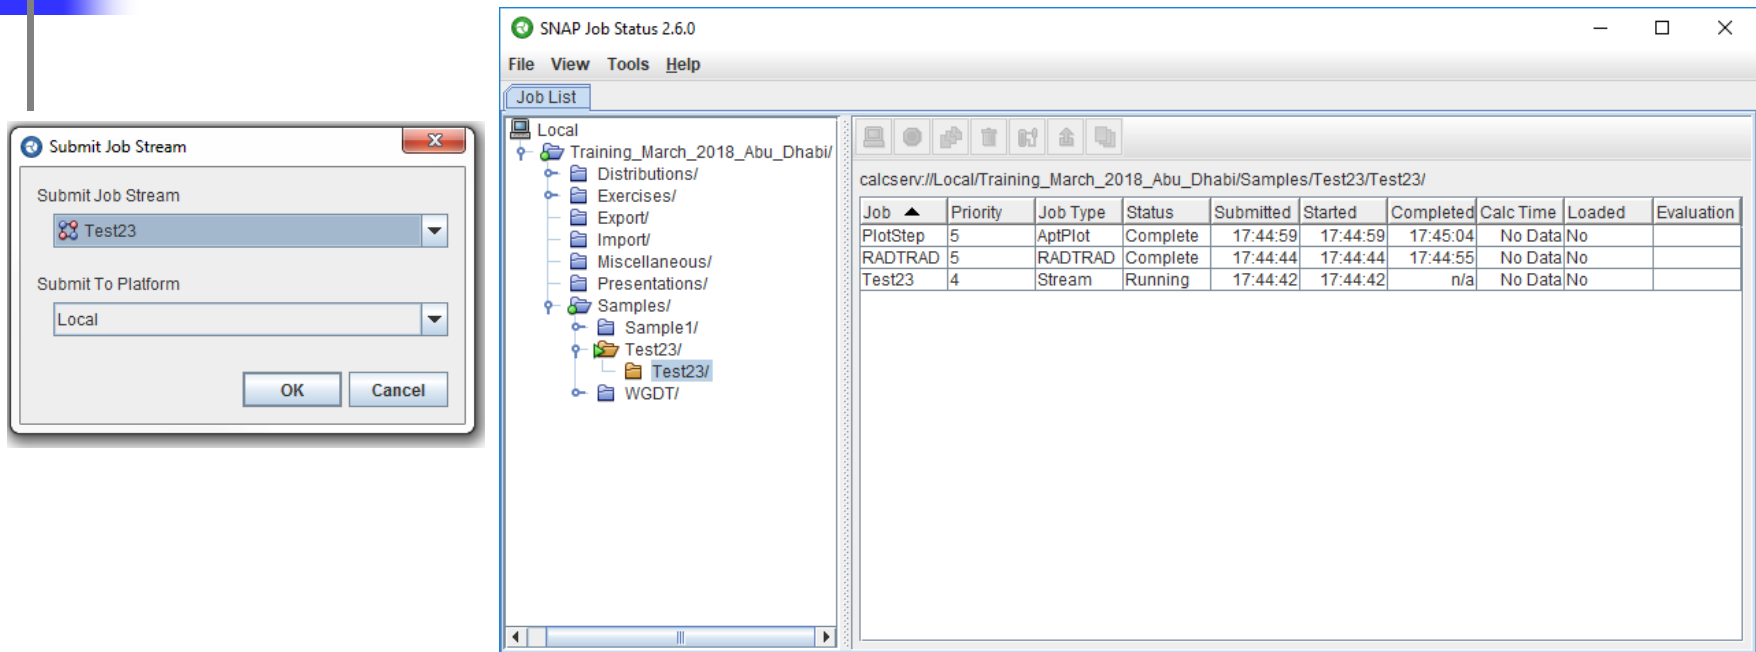 Submit Job Stream
Submit Job Stream
Test23
Submit To Platform
Local
OK Cancel
SNAP Job Status 2.6.0
File View Tools Help
Job List
Local
Training_March_2018_Abu_Dhabi/
Distributions/
Exercises/
Export/
Import/
Miscellaneous/
Presentations/
Samples/
Sample1/
Test23/
Test23/
WGDT/
calcserv://Local/Training_March_2018_Abu_Dhabi/Samples/Test23/Test23/
Job Priority Job Type Status Submitted Started Completed Calc Time Loaded Evaluation
PlotStep 5 AptPlot Complete 17:44:59 17:44:59 17:45:04 No Data No
RADTRAD 5 RADTRAD Complete 17:44:44 17:44:44 17:44:55 No Data No
Test23 4 Stream Running 17:44:42 17:44:42 n/a No Data No